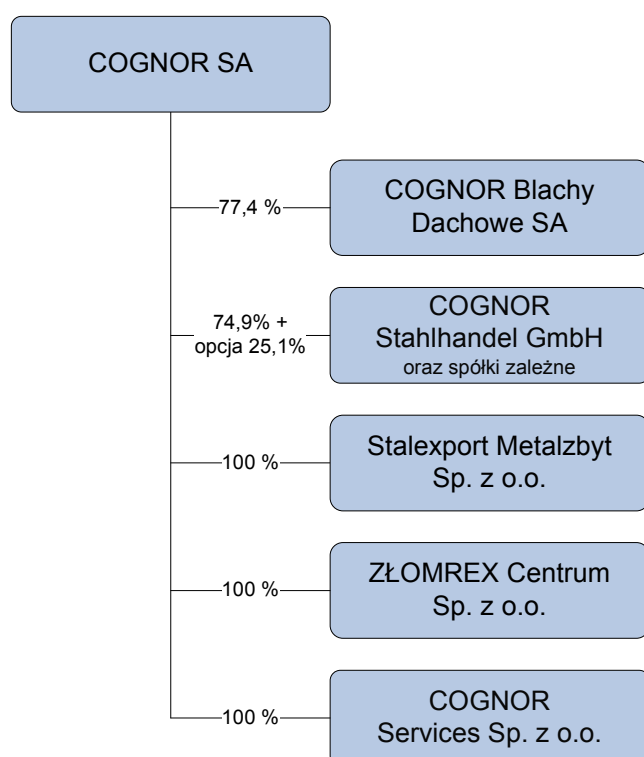 COGNOR SA
77,4 %
COGNOR Blachy
Dachowe SA
74,9% +
opcja 25,1%
COGNOR
Stahlhandel GmbH
oraz spółki zależne
100 %
Stalexport Metalzbyt
Sp. z o.o.
100 %
ZŁOMREX Centrum
Sp. z o.o.
100 %
COGNOR
Services Sp. z o.o.